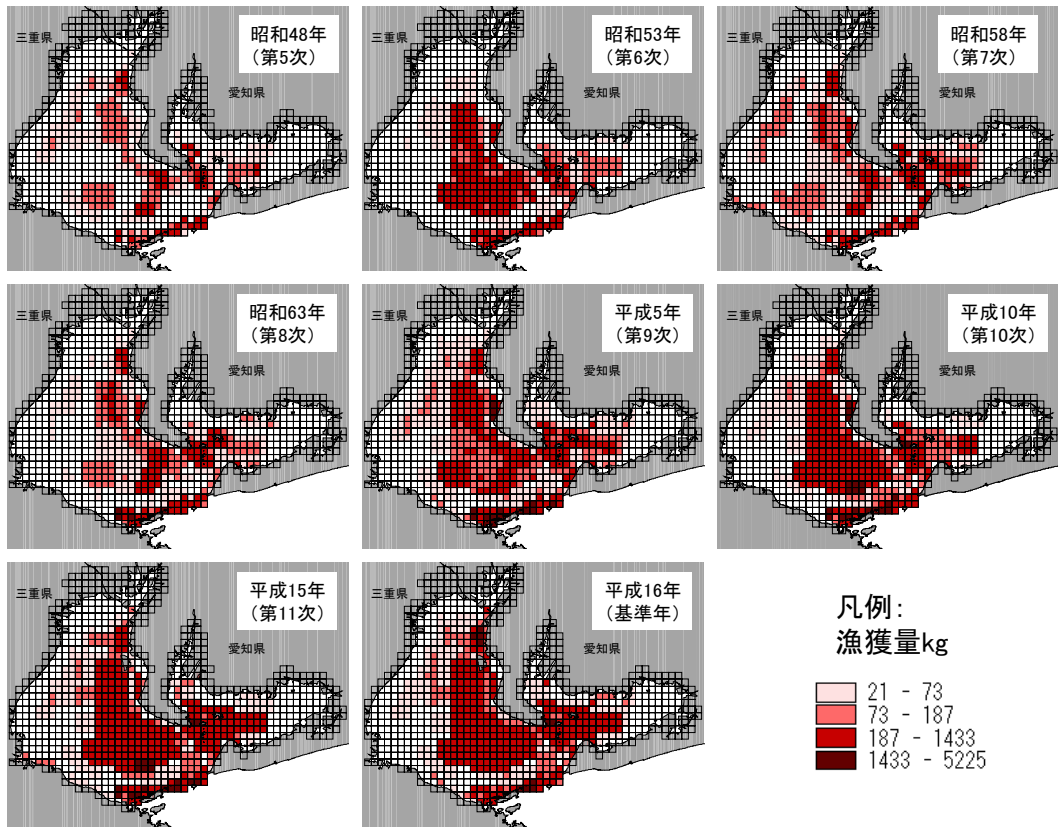 三重県
昭和48年
(第5次)
愛知県
昭和53年
(第6次)
愛知県
三重県
昭和58年
(第7次)
愛知県
三重県
昭和63年
(第8次)
愛知県
三重県
平成5年
(第9次)
愛知県
三重県
平成10年
(第10次)
愛知県
三重県
平成15年
(第11次)
愛知県
三重県
平成16年
(基準年)
愛知県
凡例:
漁獲量kg
21 - 73
73 - 187
187 - 1433
1433 - 5225